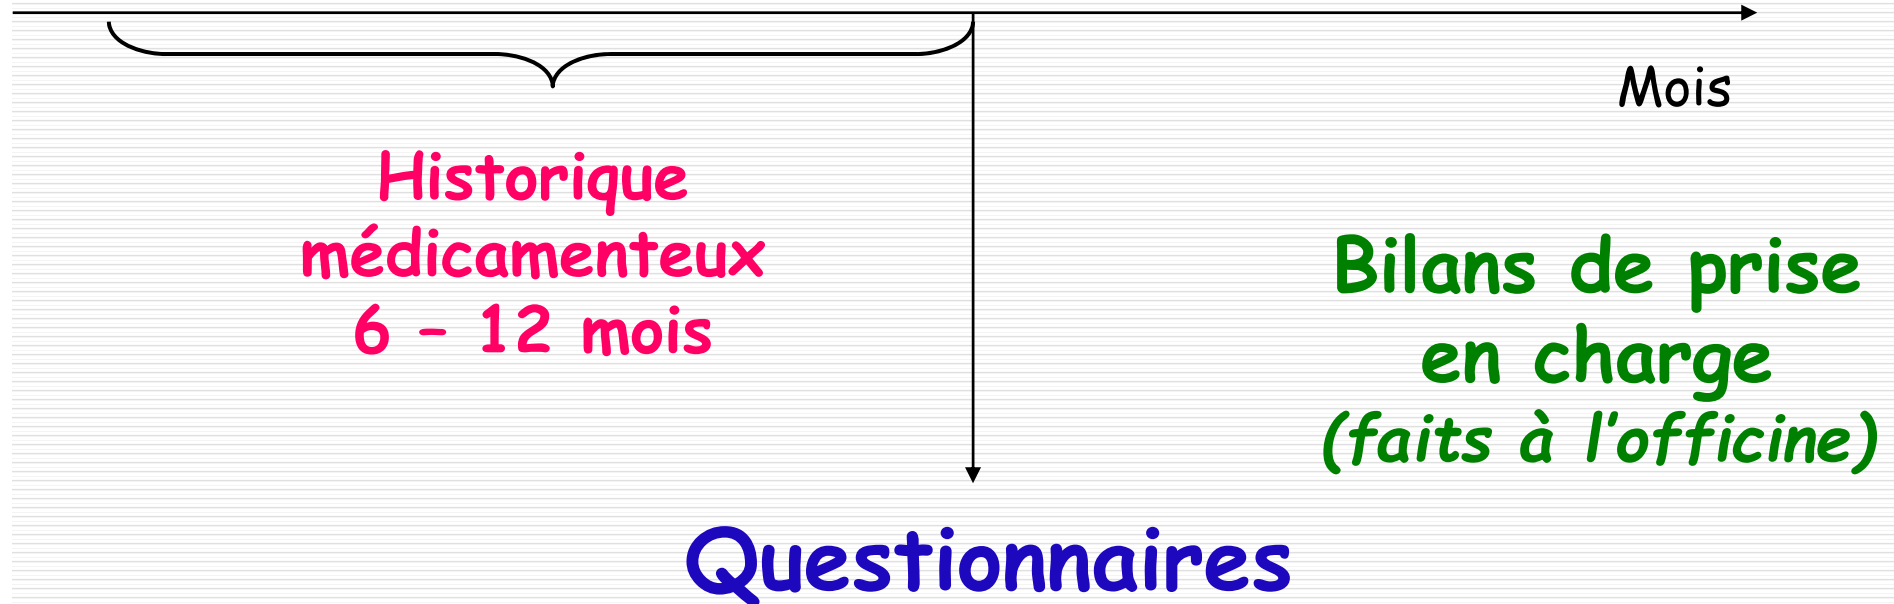 Mois
Historique
médicamenteux
6 – 12 mois
Bilans de prise
en charge
(faits à l'officine)
Questionnaires